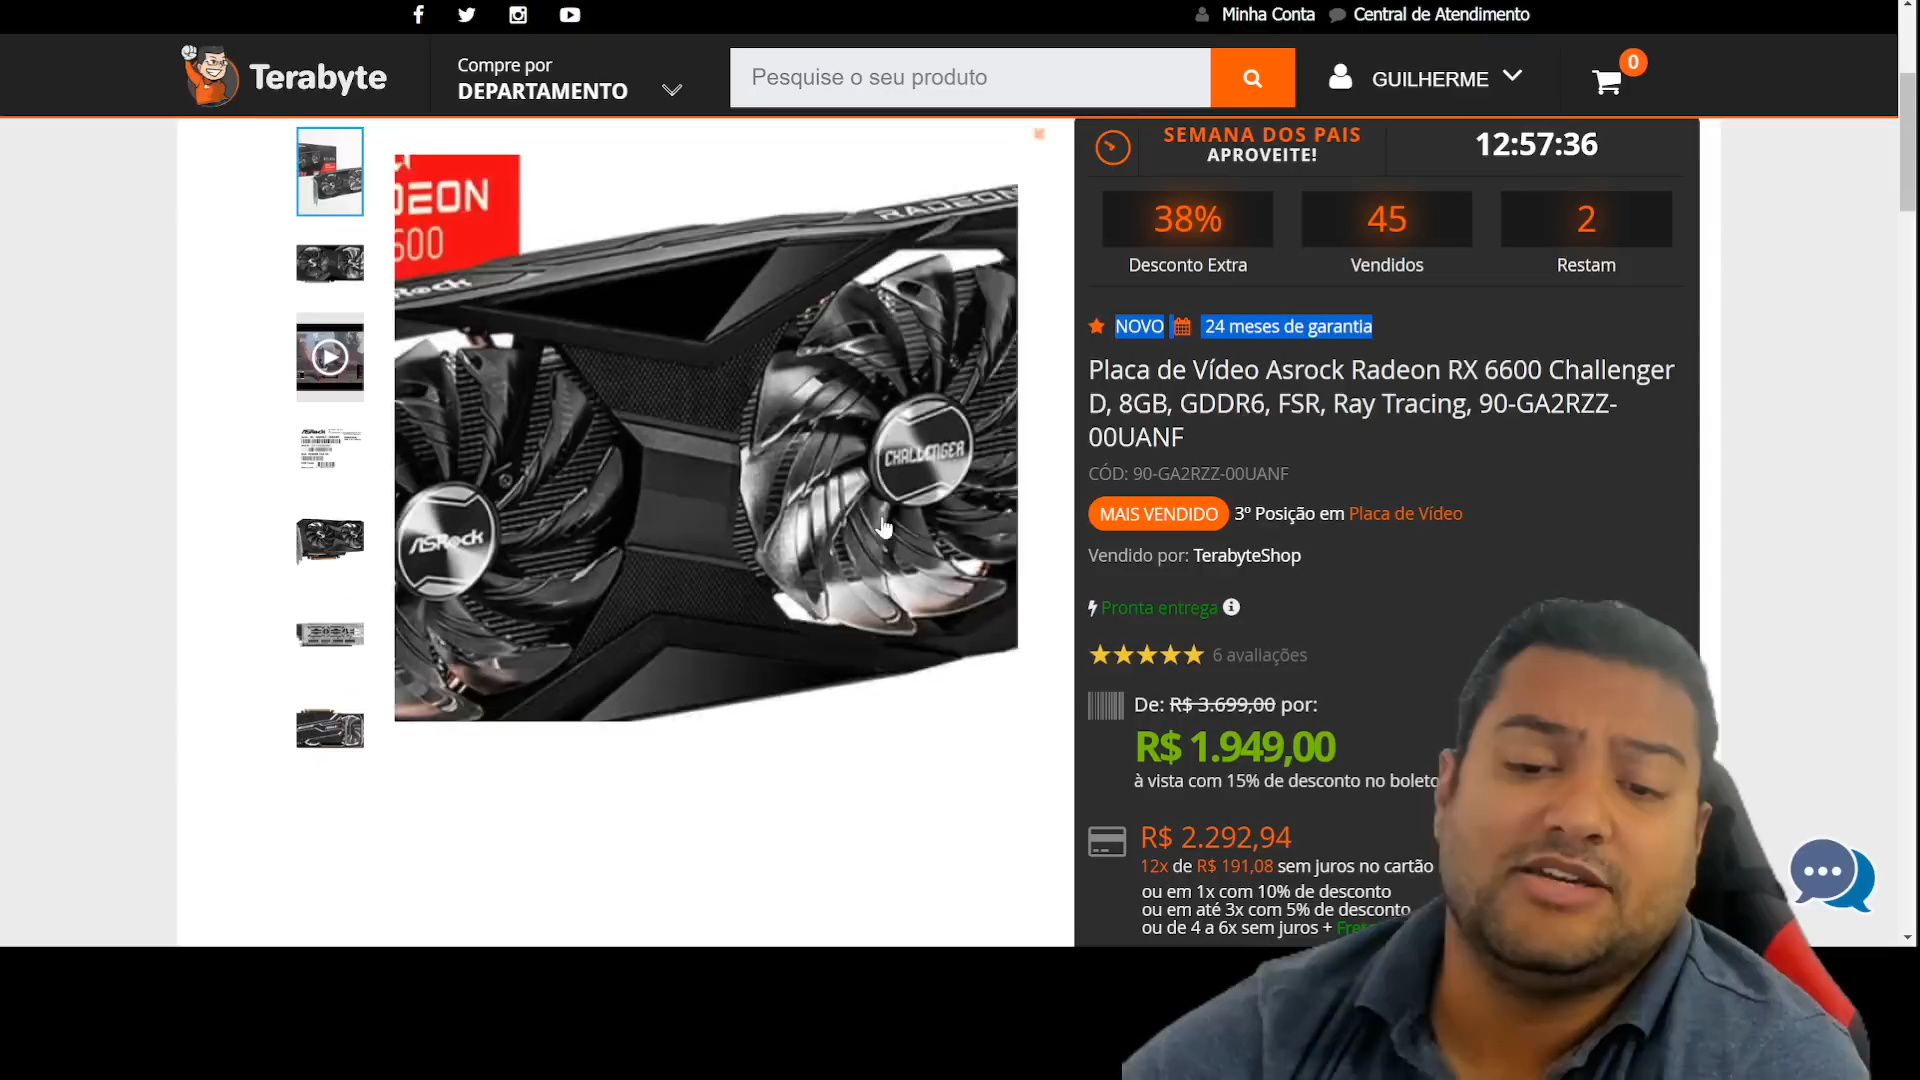 Minha Conta
Central de Atendimento
Terabyte
Compre por
DEPARTAMENTO
Pesquise o seu produto
GUILHERME
0
DEON
600
RADEON
ASRock
CHALLENGER
SEMANA DOS PAIS
APROVEITE!
12:57:36
38%
Desconto Extra
45
Vendidos
2
Restam
NOVO
24 meses de garantia
Placa de Vídeo Asrock Radeon RX 6600 Challenger
D, 8GB, GDDR6, FSR, Ray Tracing, 90-GA2RZZ-
00UANF
CÓD: 90-GA2RZZ-00UANF
MAIS VENDIDO 3º Posição em Placa de Vídeo
Vendido por: TerabyteShop
Pronta entrega
6 avaliações
De: R$ 3.699,00 por:
R$ 1.949,00
à vista com 15% de desconto no boleto
R$ 2.292,94
12x de R$ 191,08 sem juros no cartão
ou em 1x com 10% de desconto
ou em até 3x com 5% de desconto
ou de 4 a 6x sem juros +